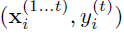 (x_i^{(1...t)}, y_i^{(t)})